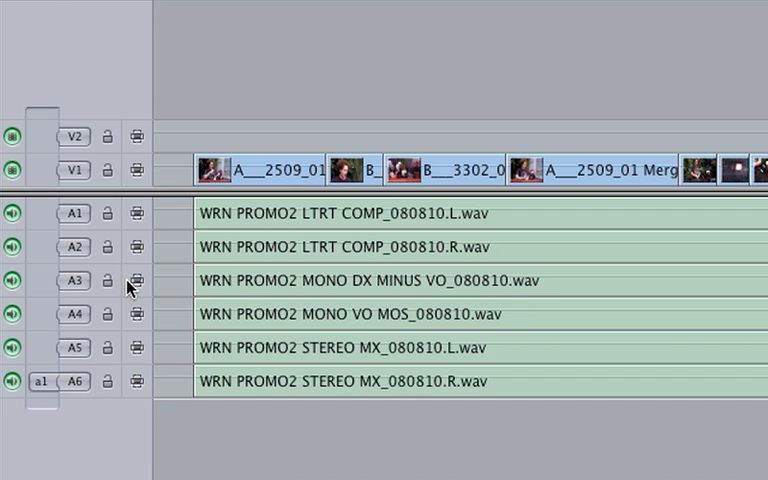 V2
V1 A___2509_01 B_ B___3302_0 A___2509_01 Merg
A1 WRN PROMO2 LTRT COMP_080810.L.wav
A2 WRN PROMO2 LTRT COMP_080810.R.wav
A3 WRN PROMO2 MONO DX MINUS VO_080810.wav
A4 WRN PROMO2 MONO VO MOS_080810.wav
A5 WRN PROMO2 STEREO MX_080810.L.wav
a1 A6 WRN PROMO2 STEREO MX_080810.R.wav